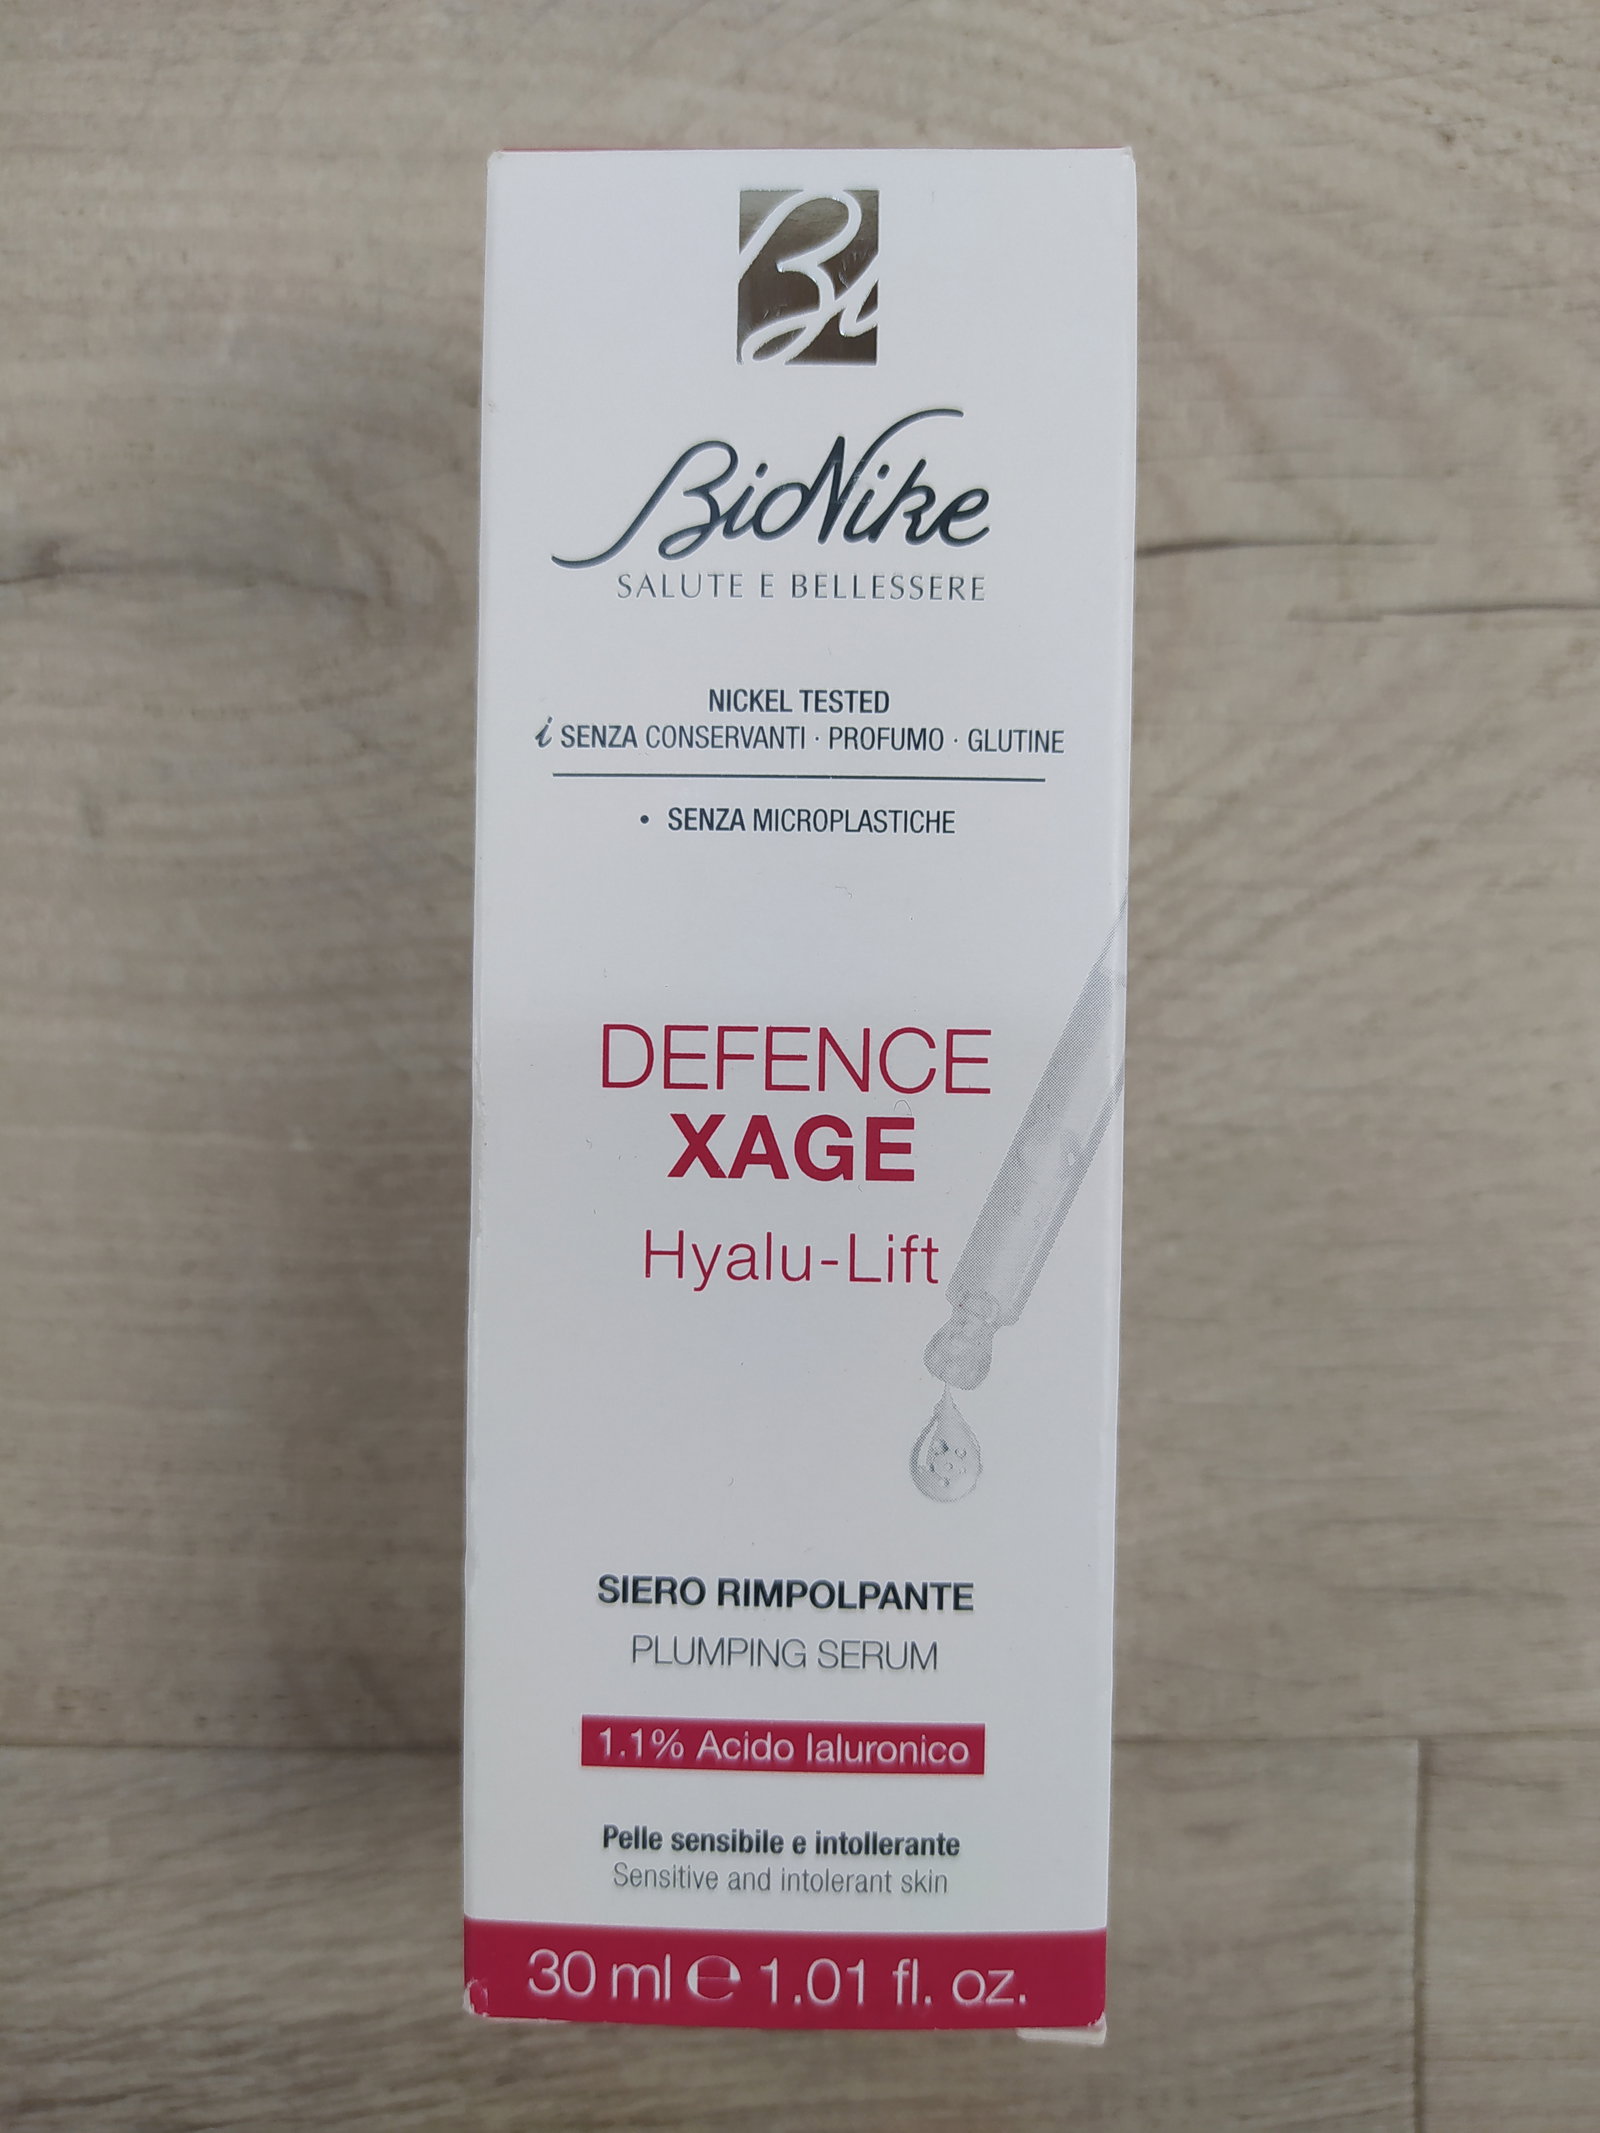 Bi
BioNike
SALUTE E BELLESSERE
NICKEL TESTED
i SENZA CONSERVANTI · PROFUMO · GLUTINE
• SENZA MICROPLASTICHE
DEFENCE
XAGE
Hyalu-Lift
SIERO RIMPOLPANTE
PLUMPING SERUM
1.1% Acido Ialuronico
Pelle sensibile e intollerante
Sensitive and intolerant skin
30 ml ℮ 1.01 fl. oz.